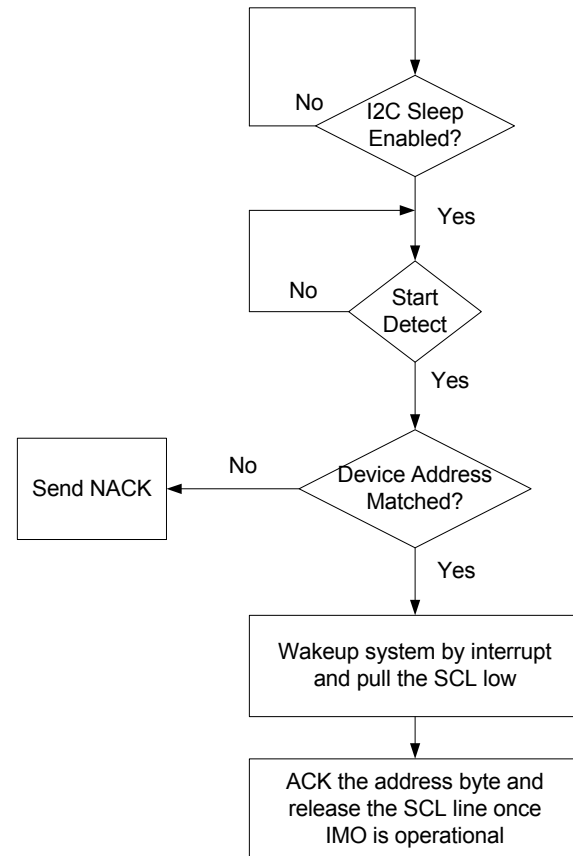 I2C Sleep
Enabled?
No
Yes
Start
Detect
No
Yes
Device Address
Matched?
No
Send NACK
Yes
Wakeup system by interrupt
and pull the SCL low
ACK the address byte and
release the SCL line once
IMO is operational